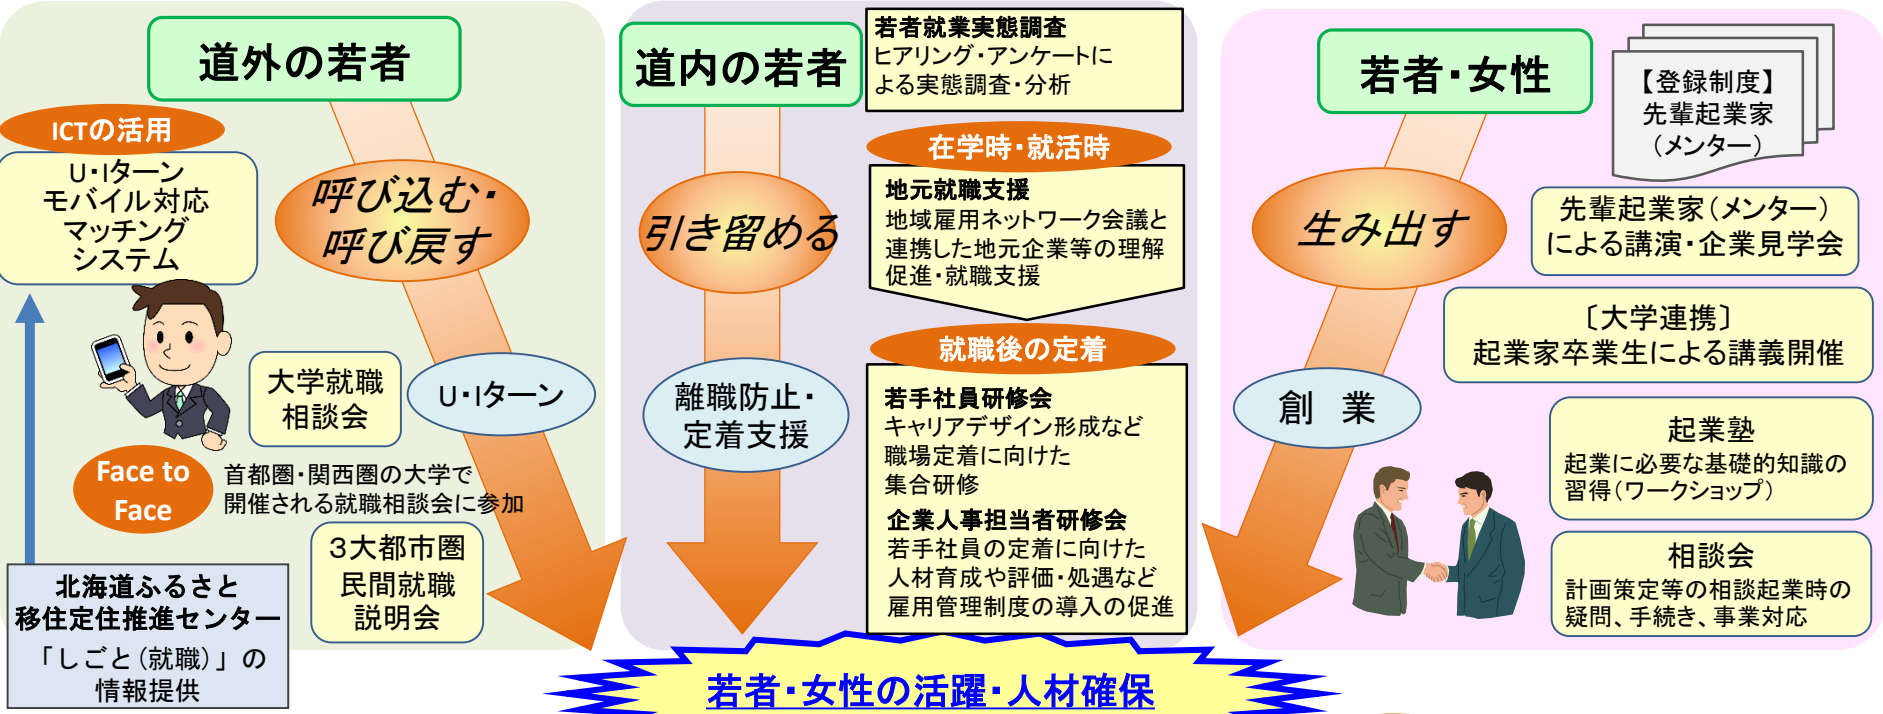 道外の若者
ICTの活用
U・Iターン
モバイル対応
マッチング
システム
呼び込む・
呼び戻す
大学就職
相談会
U・Iターン
Face to
Face
首都圏・関西圏の大学で
開催される就職相談会に参加
3大都市圏
民間就職
説明会
北海道ふるさと
移住定住推進センター
「しごと(就職)」の
情報提供
道内の若者
若者就業実態調査
ヒアリング・アンケートに
よる実態調査・分析
引き留める
在学時・就活時
地元就職支援
地域雇用ネットワーク会議と
連携した地元企業等の理解
促進・就職支援
離職防止・
定着支援
就職後の定着
若手社員研修会
キャリアデザイン形成など
職場定着に向けた
集合研修
企業人事担当者研修会
若手社員の定着に向けた
人材育成や評価・処遇など
雇用管理制度の導入の促進
若者・女性
【登録制度】
先輩起業家
(メンター)
生み出す
先輩起業家(メンター)
による講演・企業見学会
〔大学連携〕
起業家卒業生による講義開催
創 業
起業塾
起業に必要な基礎的知識の
習得(ワークショップ)
相談会
計画策定等の相談起業時の
疑問、手続き、事業対応
若者・女性の活躍・人材確保